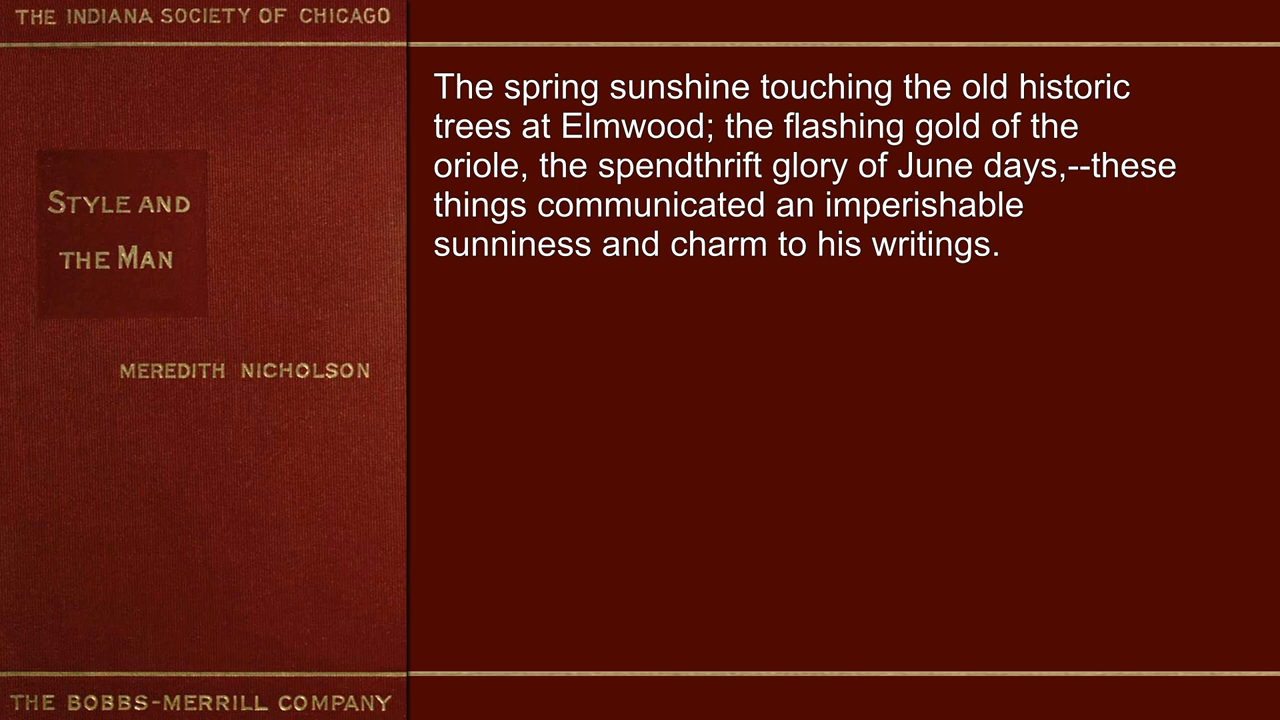 THE INDIANA SOCIETY OF CHICAGO
STYLE AND
THE MAN
MEREDITH NICHOLSON
THE BOBBS-MERRILL COMPANY
The spring sunshine touching the old historic
trees at Elmwood; the flashing gold of the
oriole, the spendthrift glory of June days,--these
things communicated an imperishable
sunniness and charm to his writings.